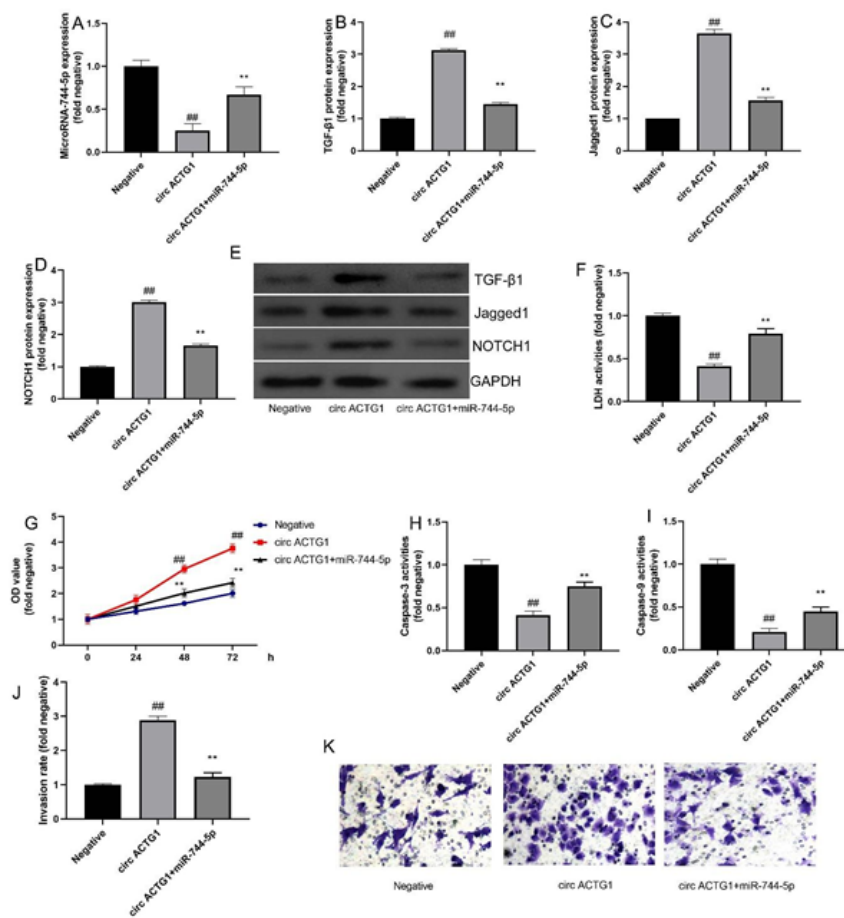 A
MicroRNA-744-5p expression
(fold negative)
1.5
1.0
0.5
0.0
##
**
Negative
circ ACTG1
circ ACTG1+miR-744-5p
B
TGF-β1 protein expression
(fold negative)
4
3
2
1
0
##
**
Negative
circ ACTG1
circ ACTG1+miR-744-5p
C
Jagged1 protein expression
(fold negative)
4
3
2
1
0
##
**
Negative
circ ACTG1
circ ACTG1+miR-744-5p
D
NOTCH1 protein expression
(fold negative)
4
3
2
1
0
##
**
Negative
circ ACTG1
circ ACTG1+miR-744-5p
E
TGF-β1
Jagged1
NOTCH1
GAPDH
Negative circ ACTG1 circ ACTG1+miR-744-5p
F
LDH activities (fold negative)
1.5
1.0
0.5
0.0
##
**
Negative
circ ACTG1
circ ACTG1+miR-744-5p
G
OD value
(fold negative)
5
4
3
2
1
0
##
##
**
**
0 24 48 72 h
Negative
circ ACTG1
circ ACTG1+miR-744-5p
H
Caspase-3 activities
(fold negative)
1.5
1.0
0.5
0.0
##
**
Negative
circ ACTG1
circ ACTG1+miR-744-5p
I
Caspase-9 activities
(fold negative)
1.5
1.0
0.5
0.0
##
**
Negative
circ ACTG1
circ ACTG1+miR-744-5p
J
Invasion rate (fold negative)
4
3
2
1
0
##
**
Negative
circ ACTG1
circ ACTG1+miR-744-5p
K
Negative circ ACTG1 circ ACTG1+miR-744-5p